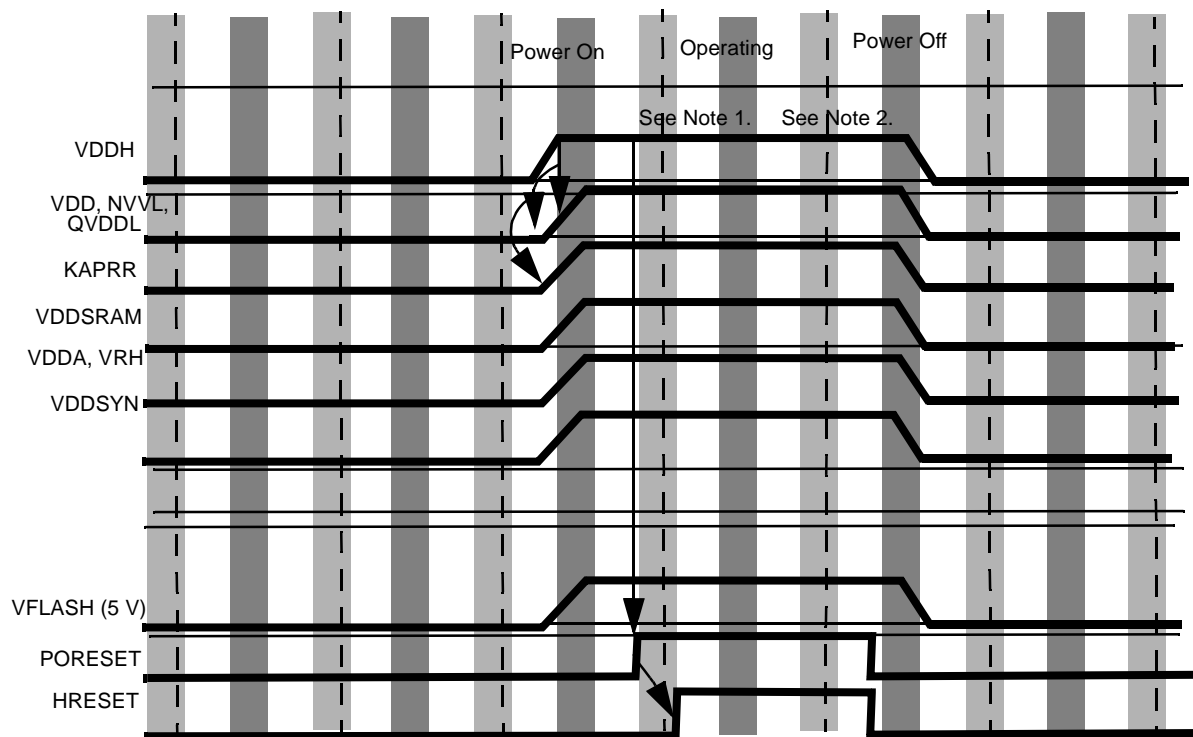 Power On
Operating
Power Off
See Note 1.
See Note 2.
VDDH
VDD, NVVL,
QVDDL
KAPRR
VDDSRAM
VDDA, VRH
VDDSYN
VFLASH (5 V)
PORESET
HRESET